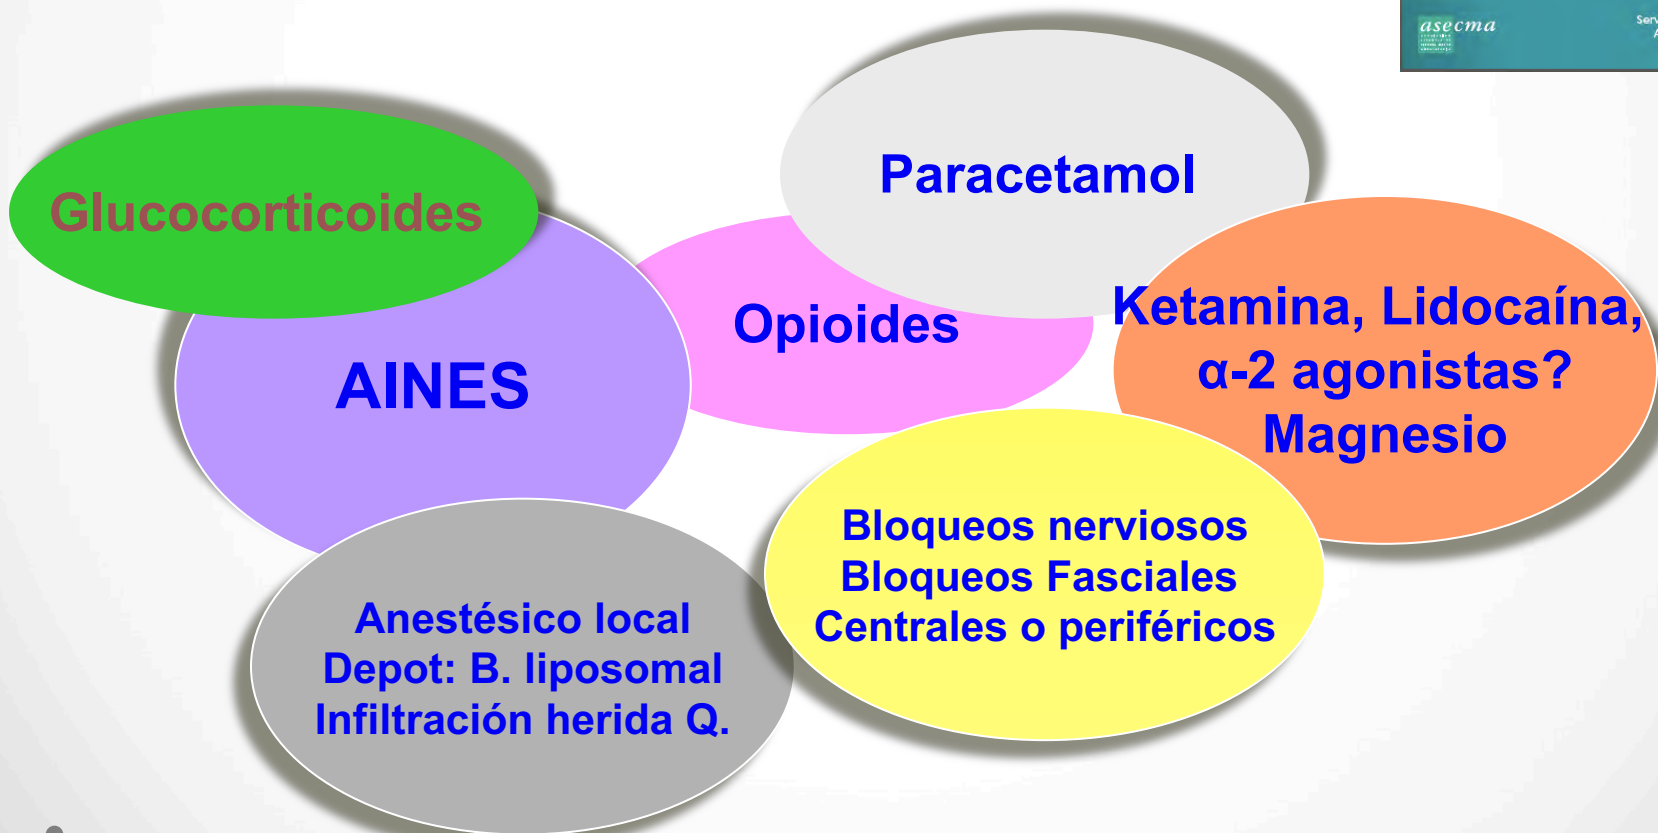 asecma
Glucocorticoides
Paracetamol
Opioides
Ketamina, Lidocaína,
α-2 agonistas?
Magnesio
AINES
Bloqueos nerviosos
Bloqueos Fasciales
Centrales o periféricos
Anestésico local
Depot: B. liposomal
Infiltración herida Q.